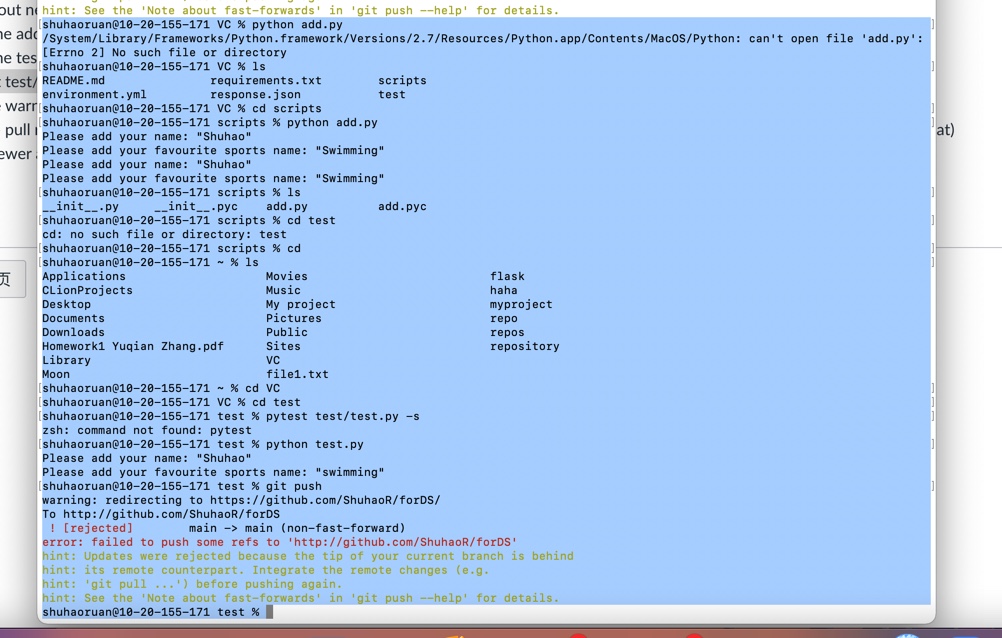 out n
hint: See the 'Note about fast-forwards' in 'git push --help' for details.
shuhaoruan@10-20-155-171 VC % python add.py
/System/Library/Frameworks/Python.framework/Versions/2.7/Resources/Python.app/Contents/MacOS/Python: can't open file 'add.py':
[Errno 2] No such file or directory
shuhaoruan@10-20-155-171 VC % ls
README.md requirements.txt scripts
environment.yml response.json test
shuhaoruan@10-20-155-171 VC % cd scripts
shuhaoruan@10-20-155-171 scripts % python add.py
Please add your name: "Shuhao"
Please add your favourite sports name: "Swimming"
Please add your name: "Shuhao"
Please add your favourite sports name: "Swimming"
shuhaoruan@10-20-155-171 scripts % ls
__init__.py __init__.pyc add.py add.pyc
shuhaoruan@10-20-155-171 scripts % cd test
cd: no such file or directory: test
shuhaoruan@10-20-155-171 scripts % cd
shuhaoruan@10-20-155-171 ~ % ls
Applications Movies flask
CLionProjects Music haha
Desktop My project myproject
Documents Pictures repo
Downloads Public repos
Homework1 Yuqian Zhang.pdf Sites repository
Library VC
Moon file1.txt
shuhaoruan@10-20-155-171 ~ % cd VC
shuhaoruan@10-20-155-171 VC % cd test
shuhaoruan@10-20-155-171 test % pytest test/test.py -s
zsh: command not found: pytest
shuhaoruan@10-20-155-171 test % python test.py
Please add your name: "Shuhao"
Please add your favourite sports name: "swimming"
shuhaoruan@10-20-155-171 test % git push
warning: redirecting to https://github.com/ShuhaoR/forDS/
To http://github.com/ShuhaoR/forDS
! [rejected] main -> main (non-fast-forward)
error: failed to push some refs to 'http://github.com/ShuhaoR/forDS'
hint: Updates were rejected because the tip of your current branch is behind
hint: its remote counterpart. Integrate the remote changes (e.g.
hint: 'git pull ...') before pushing again.
hint: See the 'Note about fast-forwards' in 'git push --help' for details.
shuhaoruan@10-20-155-171 test %
test/
pull
at)
页